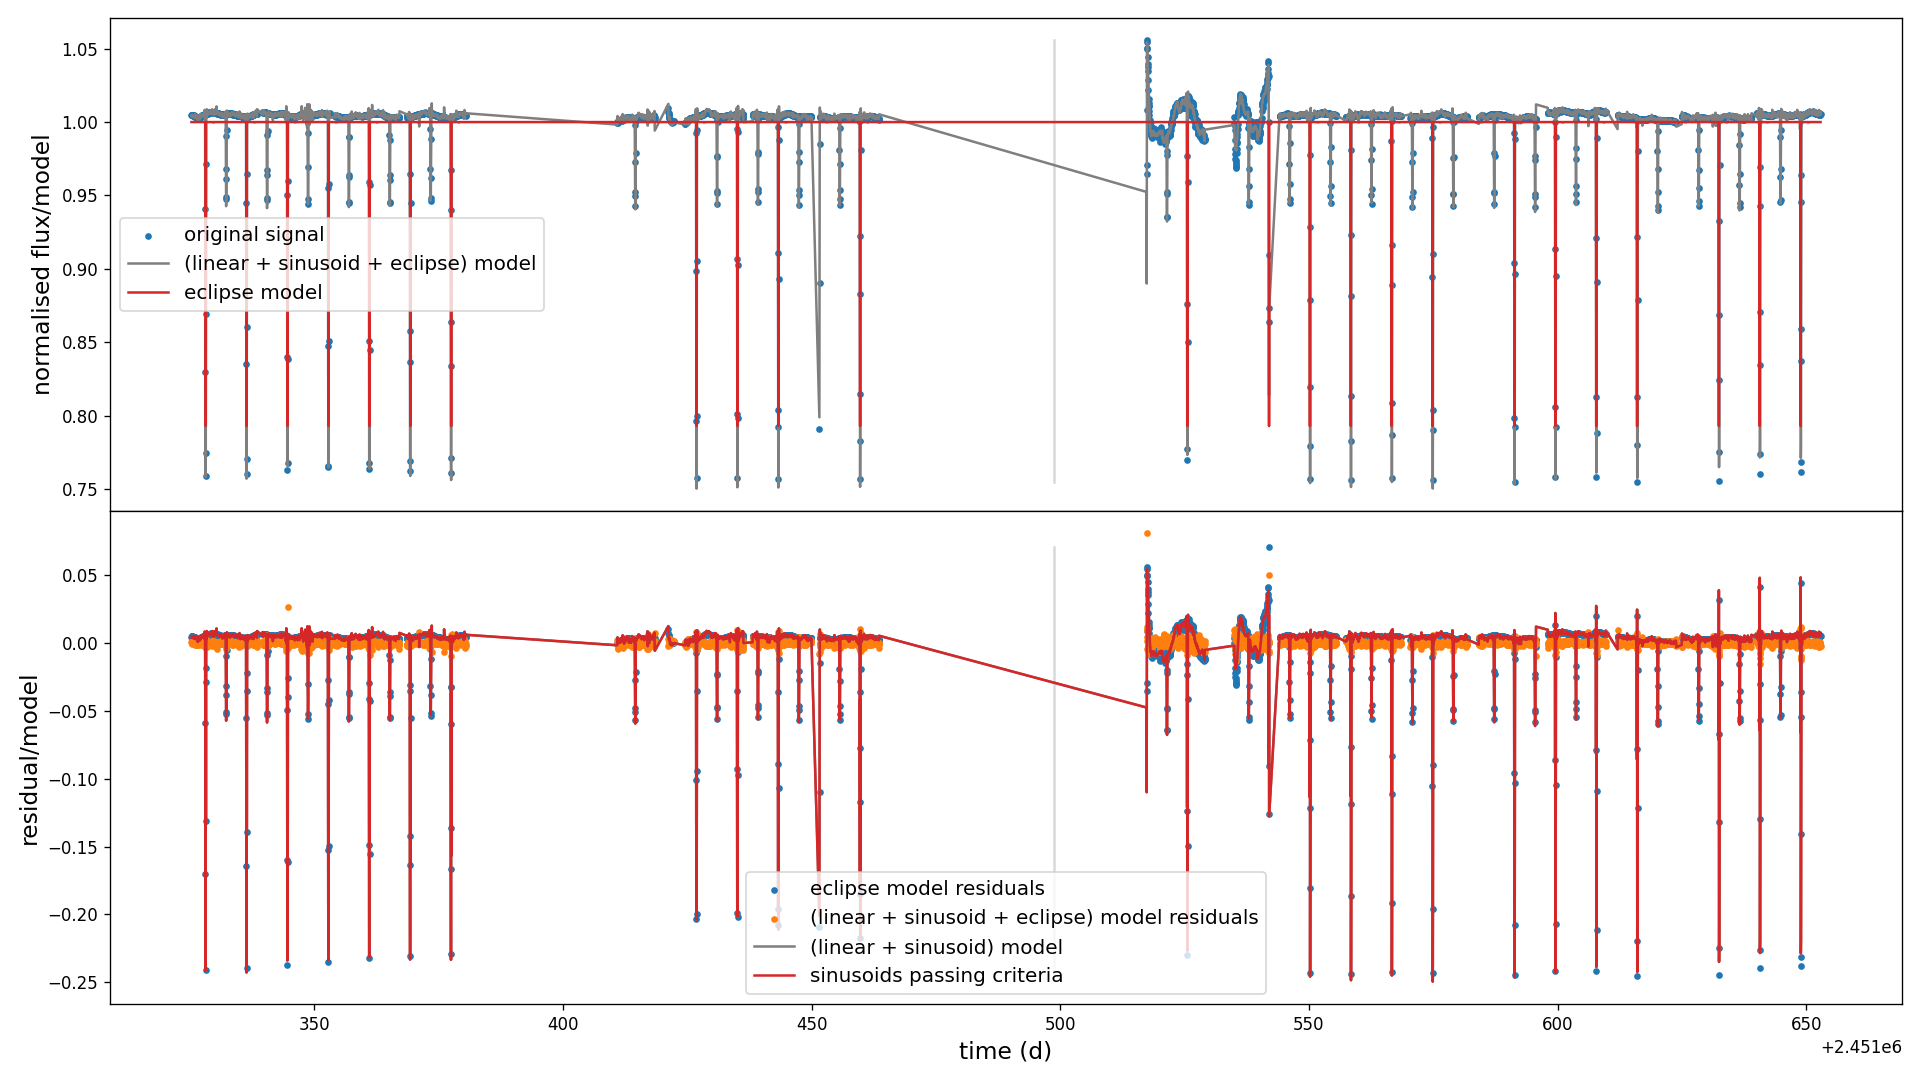 1.05
1.00
0.95
0.90
0.85
0.80
0.75
normalised flux/model
original signal
(linear + sinusoid + eclipse) model
eclipse model
0.05
0.00
−0.05
−0.10
−0.15
−0.20
−0.25
residual/model
eclipse model residuals
(linear + sinusoid + eclipse) model residuals
(linear + sinusoid) model
sinusoids passing criteria
350
400
450
500
550
600
650
time (d)
+2.451e6